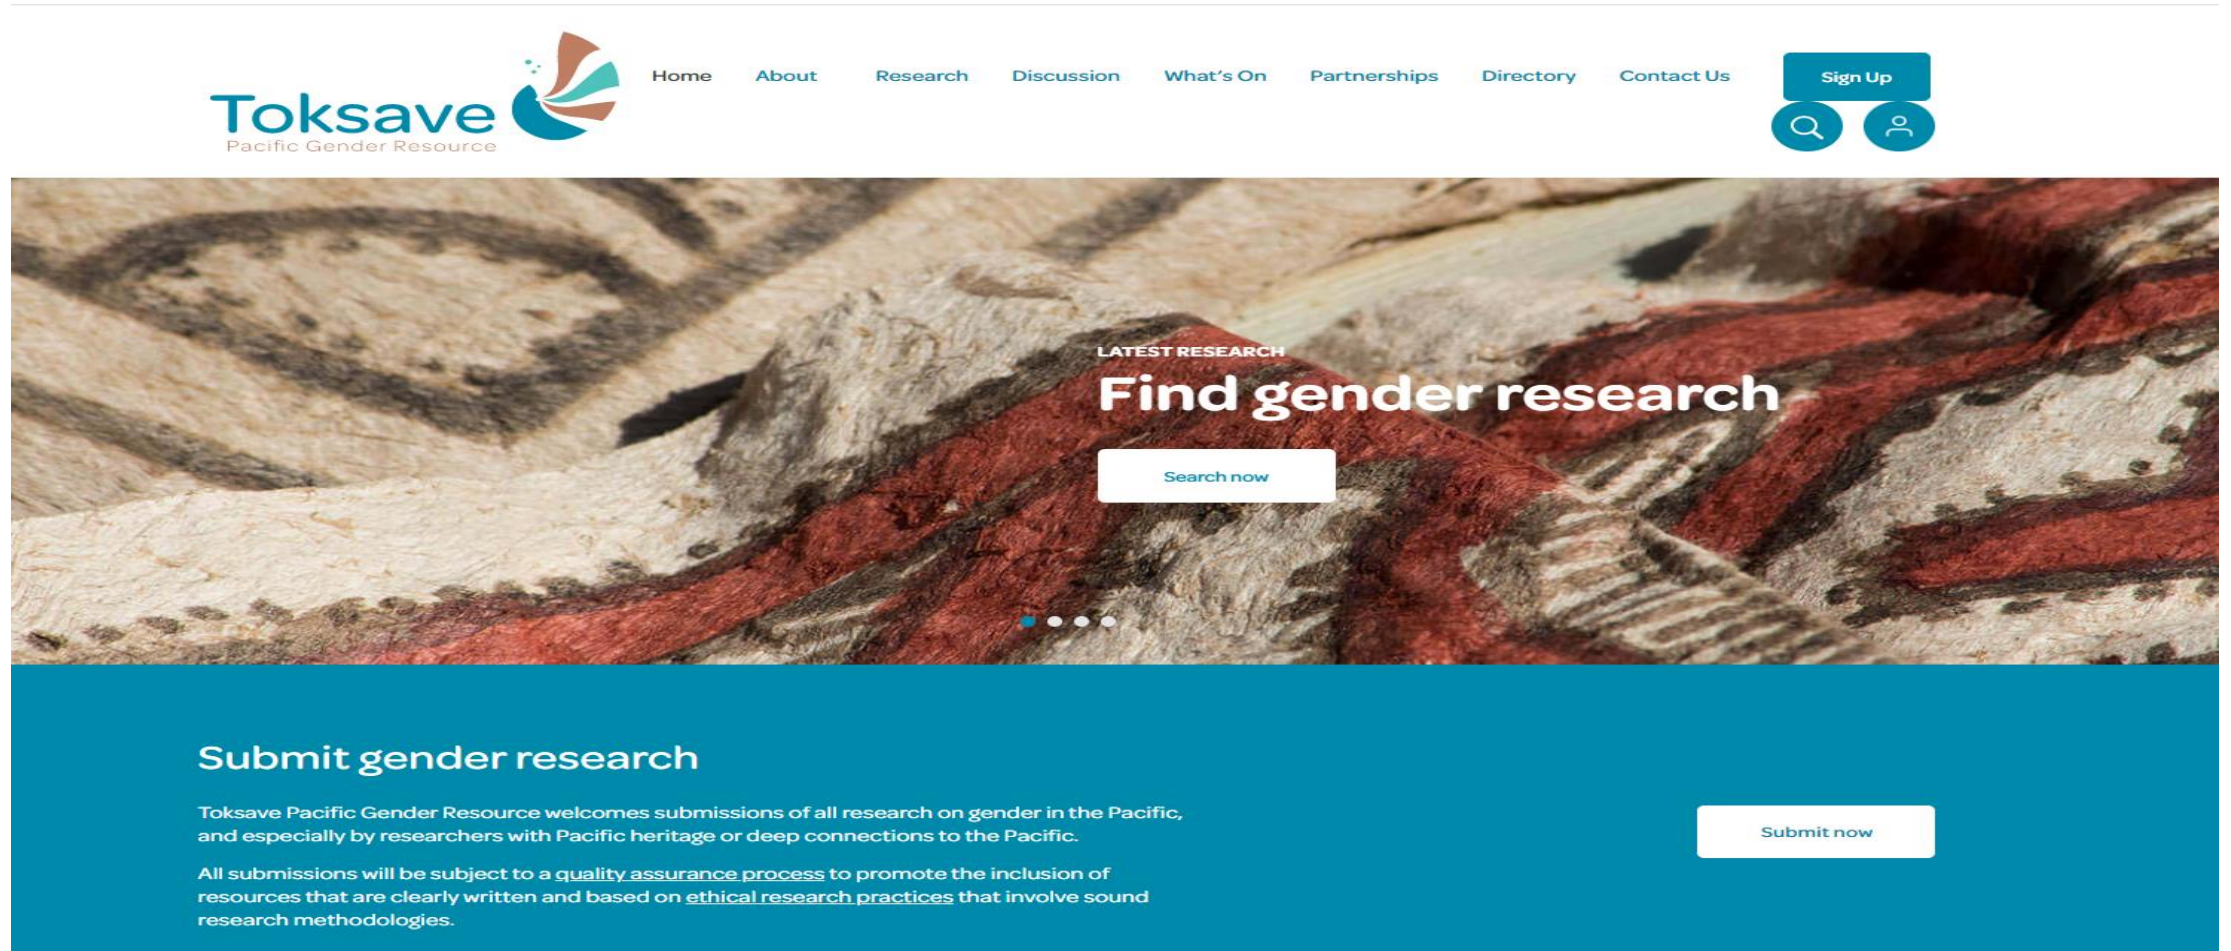 Toksave
Pacific Gender Resource
Home About Research Discussion What's On Partnerships Directory Contact Us Sign Up
LATEST RESEARCH
Find gender research
Search now
Submit gender research
Toksave Pacific Gender Resource welcomes submissions of all research on gender in the Pacific,
and especially by researchers with Pacific heritage or deep connections to the Pacific.
Submit now
All submissions will be subject to a quality assurance process to promote the inclusion of
resources that are clearly written and based on ethical research practices that involve sound
research methodologies.